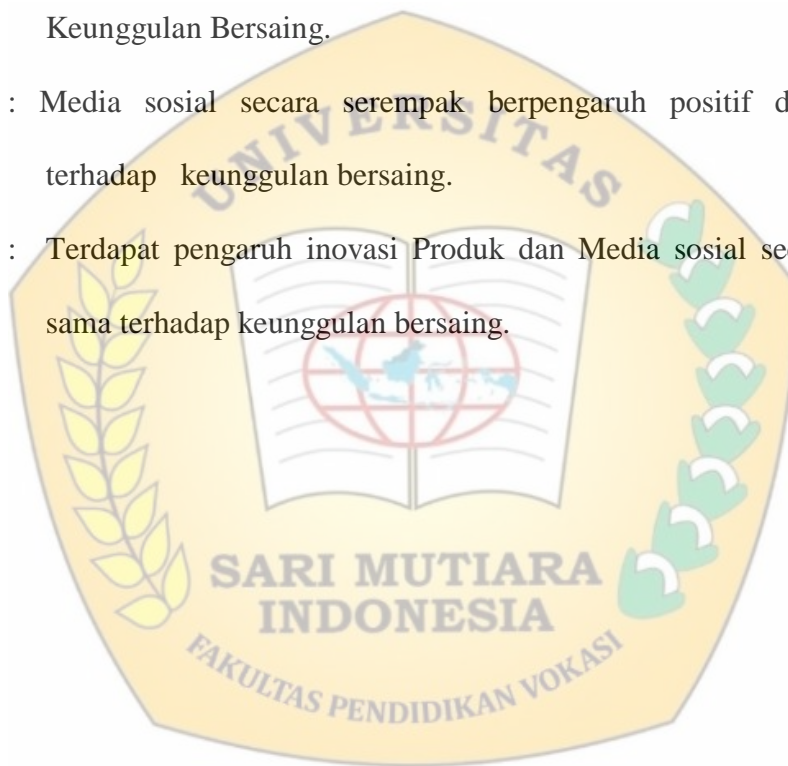 Keunggulan Bersaing.
: Media sosial secara serempak berpengaruh positif d
terhadap keunggulan bersaing.
: Terdapat pengaruh inovasi Produk dan Media sosial se
sama terhadap keunggulan bersaing.
UNIVERSITAS
SARI MUTIARA
INDONESIA
FAKULTAS PENDIDIKAN VOKASI